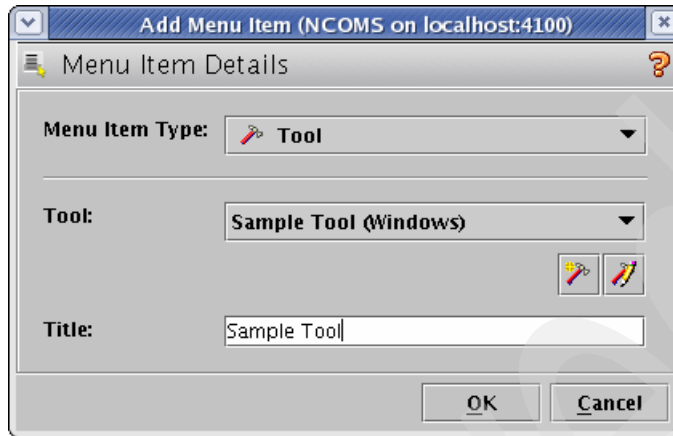 Add Menu Item (NCOMS on localhost:4100)
Menu Item Details
Menu Item Type: Tool
Tool: Sample Tool (Windows)
Title: Sample Tool
OK Cancel